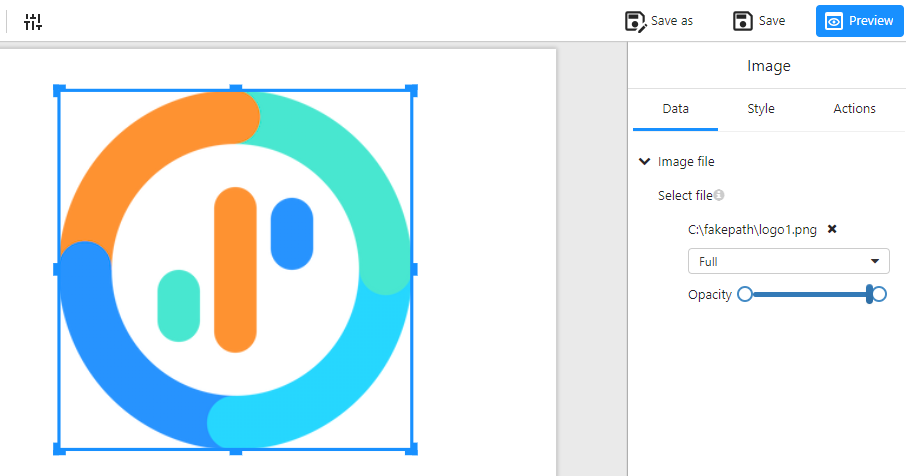 Save as
Save
Preview
Image
Data
Style
Actions
Image file
Select file
C:\fakepath\logo1.png
Full
Opacity